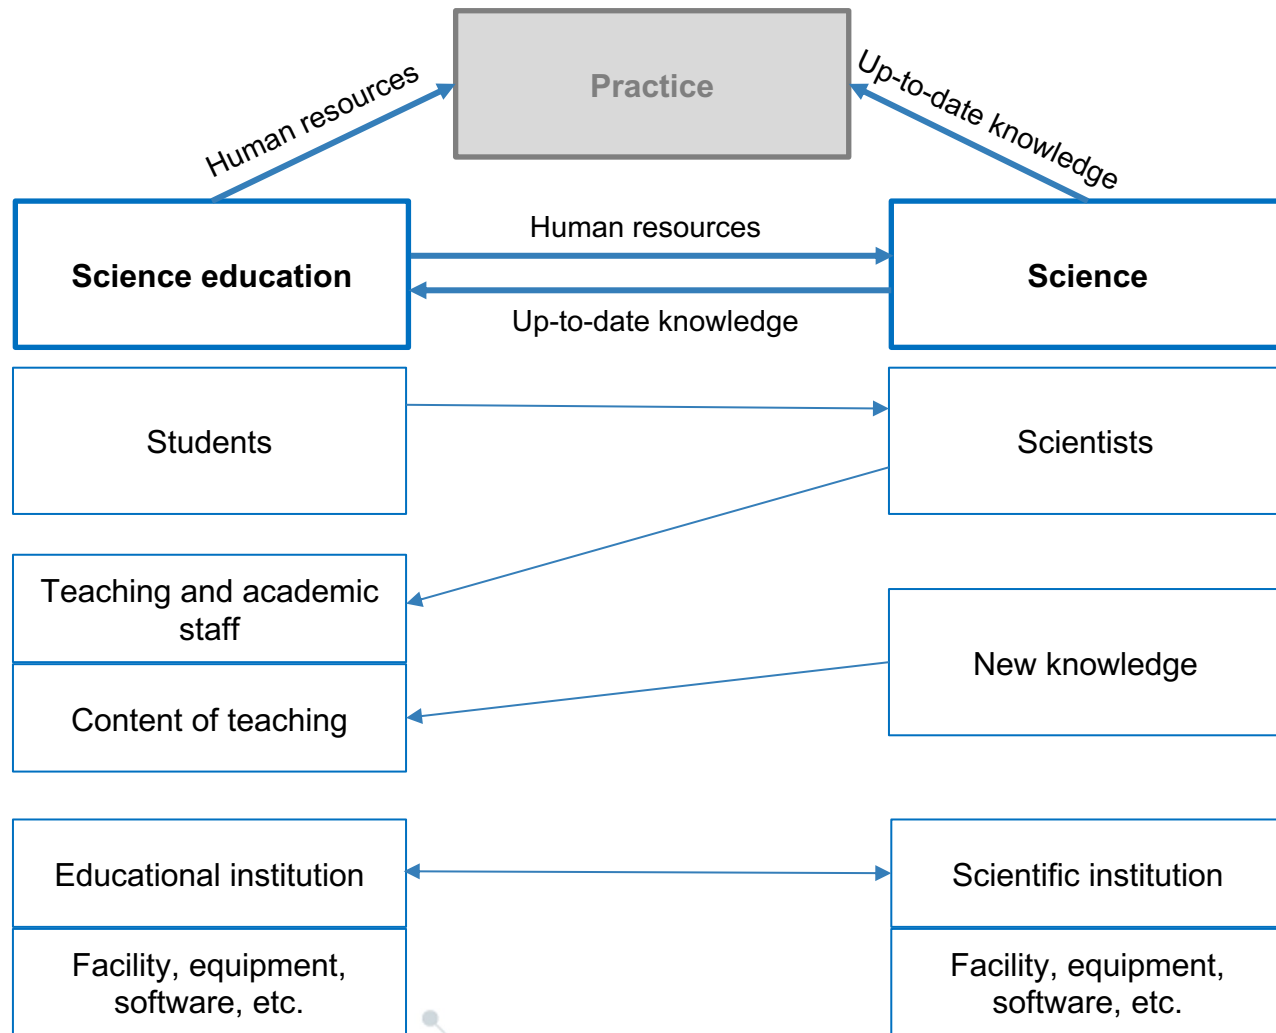 Practice
Human resources
Up-to-date knowledge
Science education
Human resources
Up-to-date knowledge
Science
Students
Scientists
Teaching and academic
staff
New knowledge
Content of teaching
Educational institution
Scientific institution
Facility, equipment,
software, etc.
Facility, equipment,
software, etc.